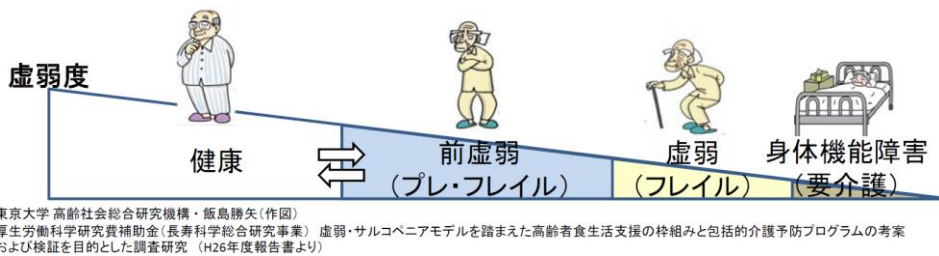 虚弱度
健康
前虚弱
(プレ・フレイル)
虚弱
(フレイル)
身体機能障害
(要介護)
東京大学 高齢社会総合研究機構・飯島勝矢(作図)
厚生労働科学研究費補助金(長寿科学総合研究事業) 虚弱・サルコペニアモデルを踏まえた高齢者食生活支援の枠組みと包括的介護予防プログラムの考案
および検証を目的とした調査研究 (H26年度報告書より)